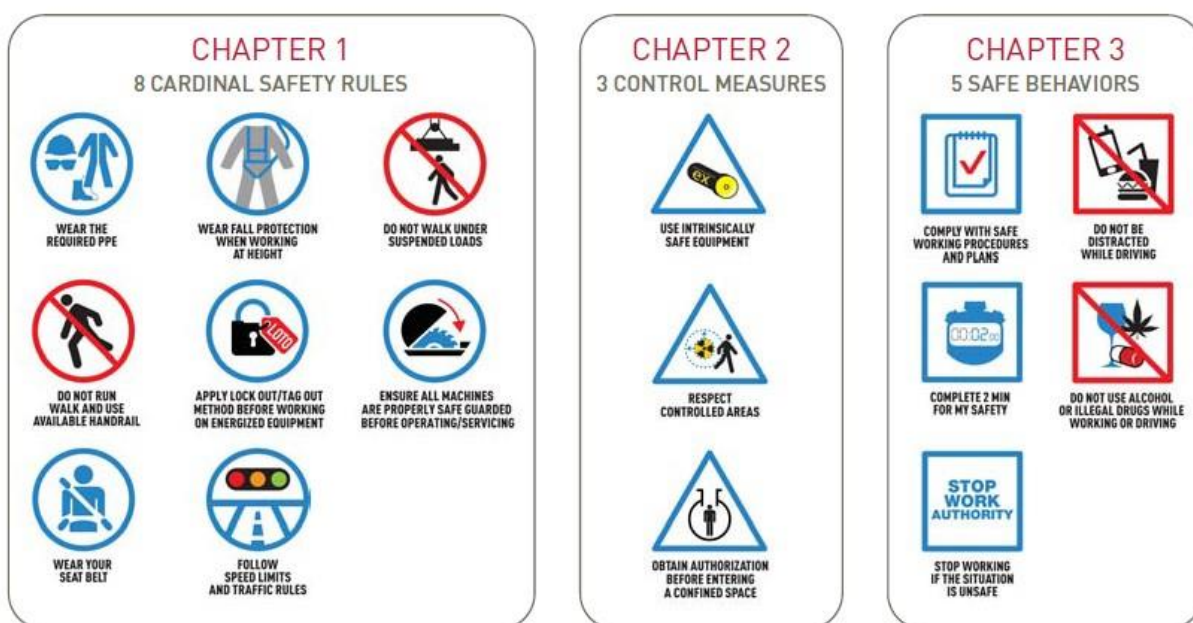 CHAPTER 1
8 CARDINAL SAFETY RULES
WEAR THE
REQUIRED PPE
WEAR FALL PROTECTION
WHEN WORKING
AT HEIGHT
DO NOT WALK UNDER
SUSPENDED LOADS
DO NOT RUN
WALK AND USE
AVAILABLE HANDRAIL
LOTO
APPLY LOCK OUT/TAG OUT
METHOD BEFORE WORKING
ON ENERGIZED EQUIPMENT
ENSURE ALL MACHINES
ARE PROPERLY SAFE GUARDED
BEFORE OPERATING/SERVICING
WEAR YOUR
SEAT BELT
FOLLOW
SPEED LIMITS
AND TRAFFIC RULES
CHAPTER 2
3 CONTROL MEASURES
ex
USE INTRINSICALLY
SAFE EQUIPMENT
RESPECT
CONTROLLED AREAS
OBTAIN AUTHORIZATION
BEFORE ENTERING
A CONFINED SPACE
CHAPTER 3
5 SAFE BEHAVIORS
COMPLY WITH SAFE
WORKING PROCEDURES
AND PLANS
DO NOT BE
DISTRACTED
WHILE DRIVING
00:02:00
COMPLETE 2 MIN
FOR MY SAFETY
DO NOT USE ALCOHOL
OR ILLEGAL DRUGS WHILE
WORKING OR DRIVING
STOP
WORK
AUTHORITY
STOP WORKING
IF THE SITUATION
IS UNSAFE